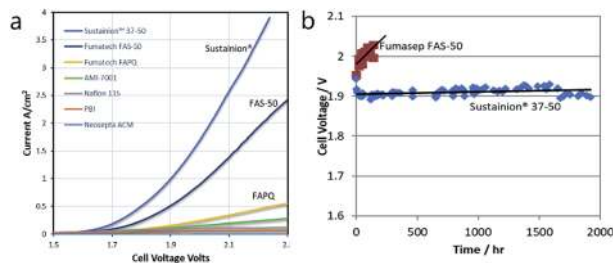 a
Current A/cm²
4
3.5
3
2.5
2
1.5
1
0.5
0
Sustainion™ 37-50
Fumatech FAS-50
Fumatech FAPQ
AMI-7001
Nafion 115
PBI
Neosepta ACM
Sustainion®
FAS-50
FAPQ
1.5 1.7 1.9 2.1 2.3
Cell Voltage Volts
b
Cell Voltage / V
2.1
2
1.9
1.8
1.7
1.6
Fumasep FAS-50
Sustainion® 37-50
0 500 1000 1500 2000
Time / hr